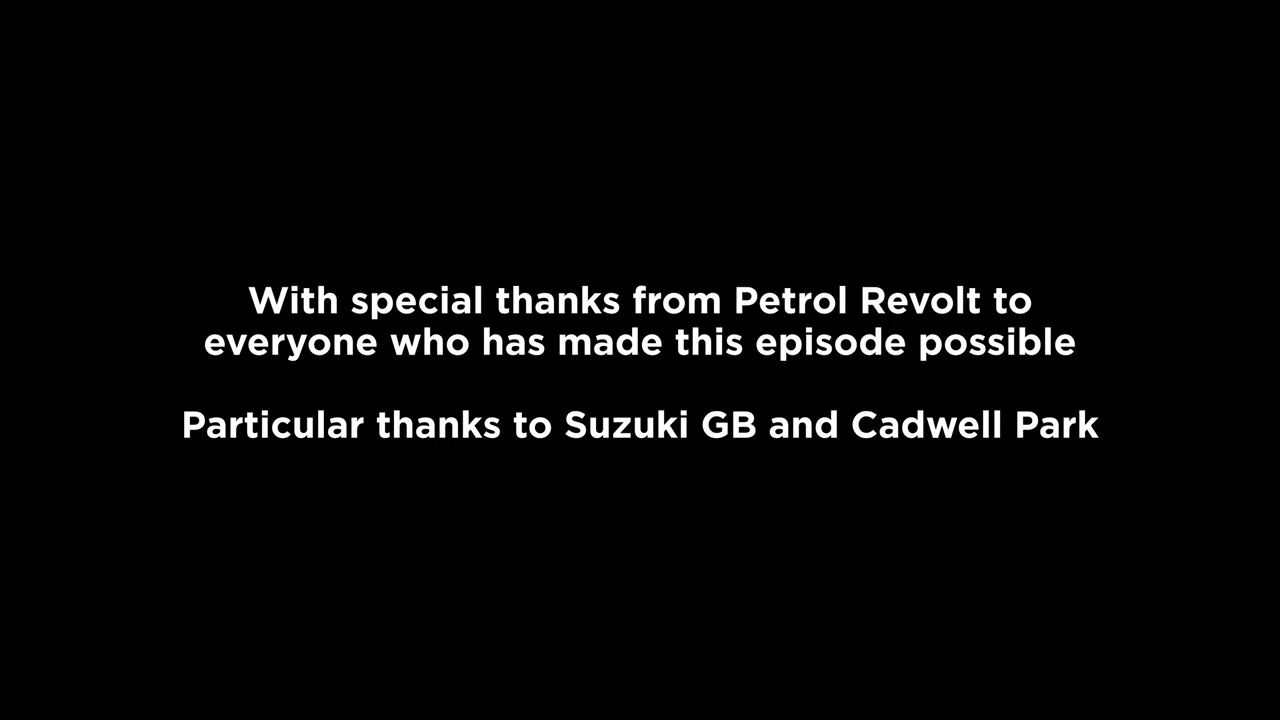 With special thanks from Petrol Revolt to
everyone who has made this episode possible
Particular thanks to Suzuki GB and Cadwell Park